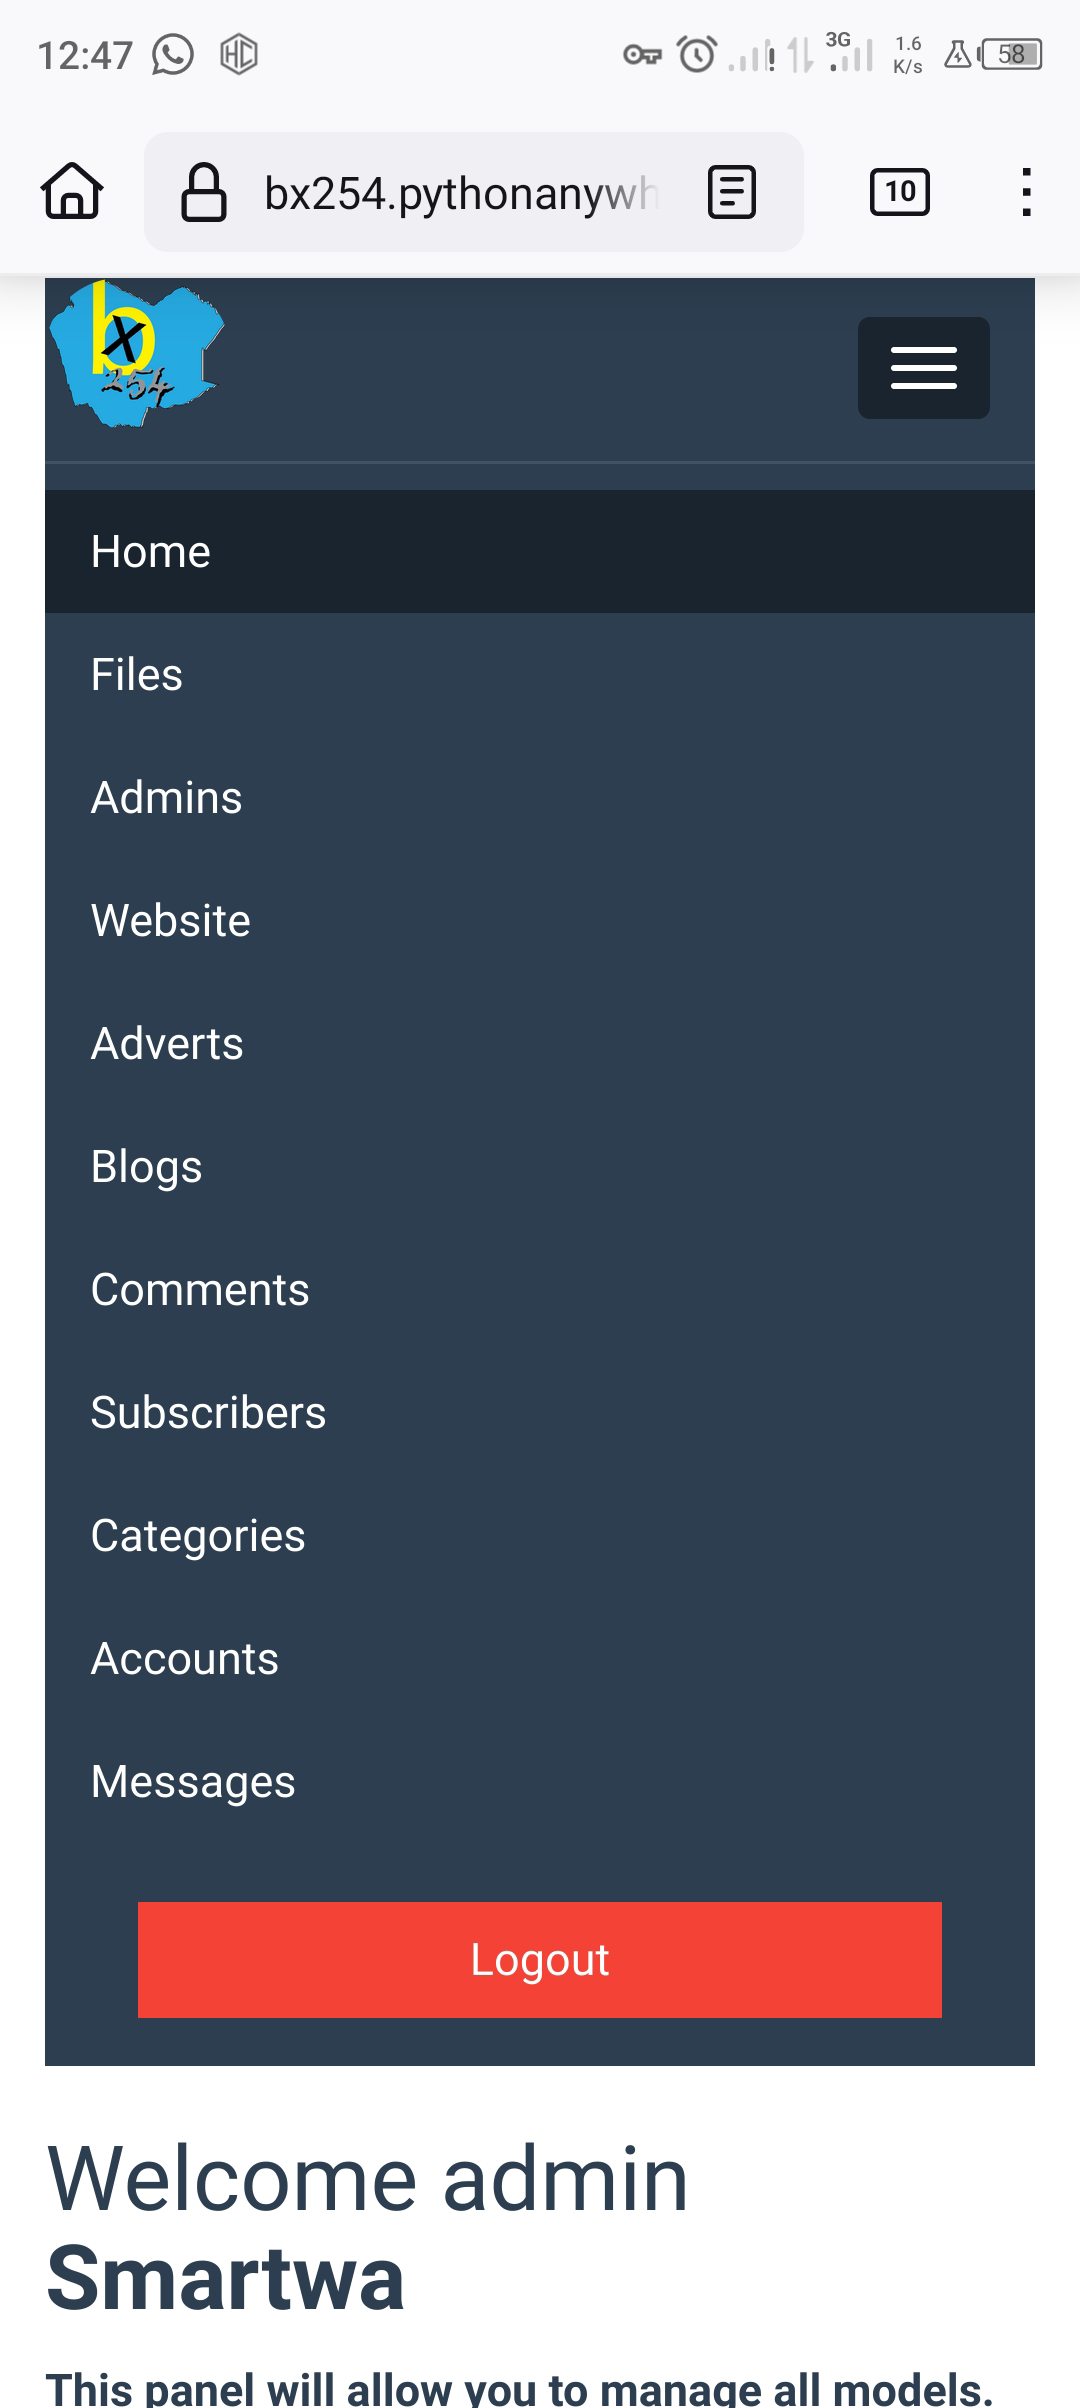 12:47
3G
1.6
K/s
58
bx254.pythonanywh
10
bx
254
Home
Files
Admins
Website
Adverts
Blogs
Comments
Subscribers
Categories
Accounts
Messages
Logout
Welcome admin
Smartwa
This panel will allow you to manage all models.